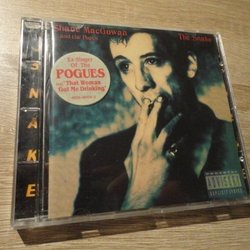 Shane MacGowan
and the Popes
The Snake
Ex-Singer
Of The
POGUES
"That Woman
Got Me Drinking"
SNAKE
PARENTAL
ADVISORY
EXPLICIT LYRICS